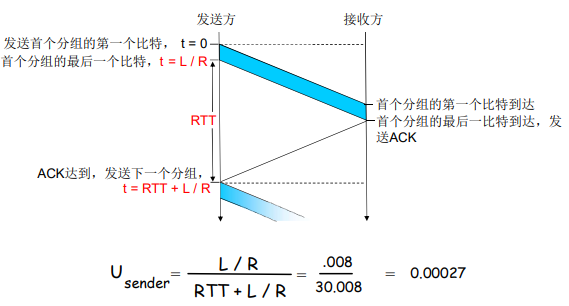 发送方
接收方
发送首个分组的第一个比特， t = 0
首个分组的最后一个比特，t = L / R
首个分组的第一个比特到达
RTT
首个分组的最后一比特到达，发
送ACK
ACK达到，发送下一个分组，
t = RTT + L / R
U sender = L / R / RTT + L / R = .008 / 30.008 = 0.00027